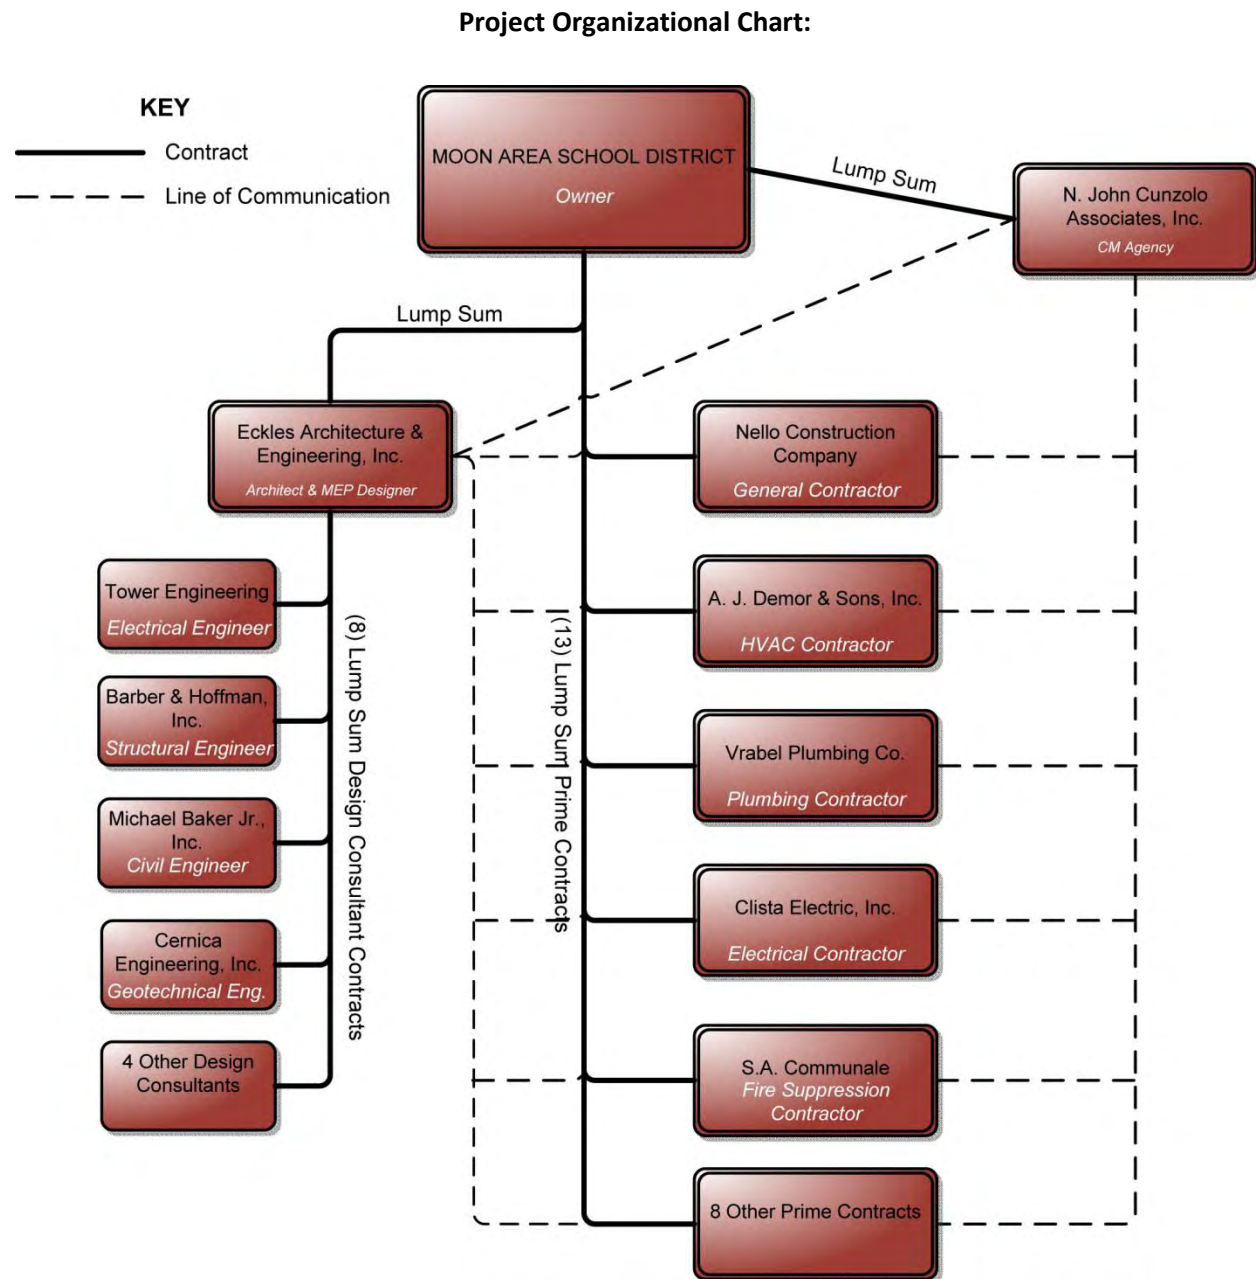 Project Organizational Chart:
KEY
Contract
Line of Communication
MOON AREA SCHOOL DISTRICT
Owner
Lump Sum
N. John Cunzolo
Associates, Inc.
CM Agency
Lump Sum
Eckles Architecture &
Engineering, Inc.
Architect & MEP Designer
Tower Engineering
Electrical Engineer
Barber & Hoffman,
Inc.
Structural Engineer
Michael Baker Jr.,
Inc.
Civil Engineer
Cernica
Engineering, Inc.
Geotechnical Eng.
4 Other Design
Consultants
(8) Lump Sum Design Consultant Contracts
(13) Lump Sum Prime Contracts
Nello Construction
Company
General Contractor
A. J. Demor & Sons, Inc.
HVAC Contractor
Vrabel Plumbing Co.
Plumbing Contractor
Clista Electric, Inc.
Electrical Contractor
S.A. Communale
Fire Suppression
Contractor
8 Other Prime Contracts